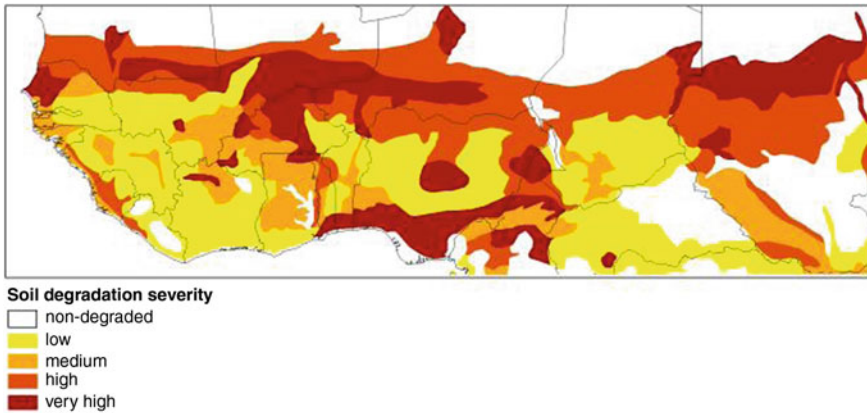 Soil degradation severity
non-degraded
low
medium
high
very high